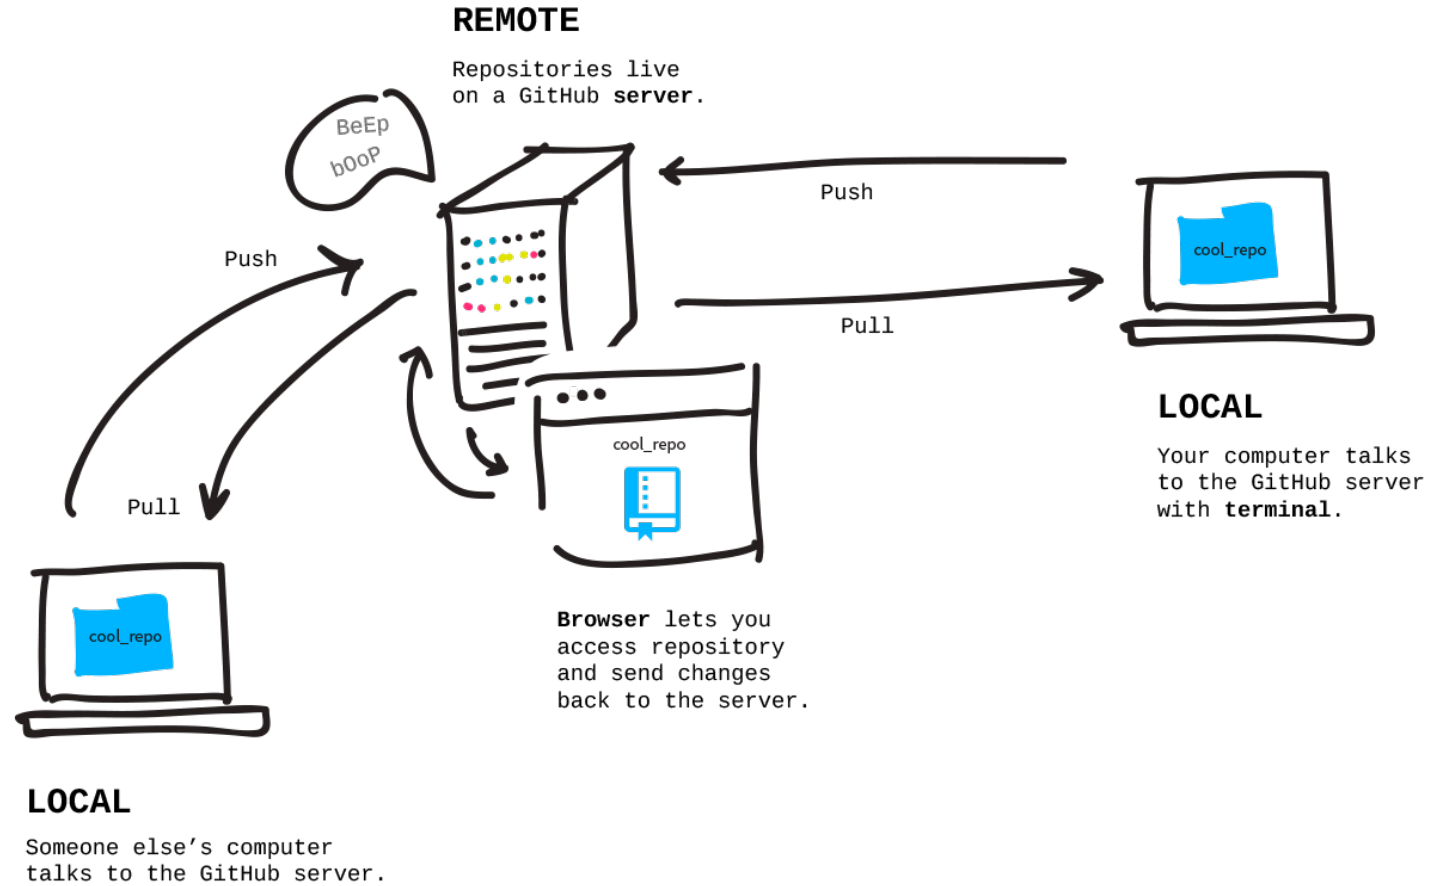 REMOTE
Repositories live
on a GitHub server.
BeEp
bOoP
Push
Pull
Push
Pull
cool_repo
LOCAL
Your computer talks
to the GitHub server
with terminal.
cool_repo
Browser lets you
access repository
and send changes
back to the server.
cool_repo
LOCAL
Someone else’s computer
talks to the GitHub server.